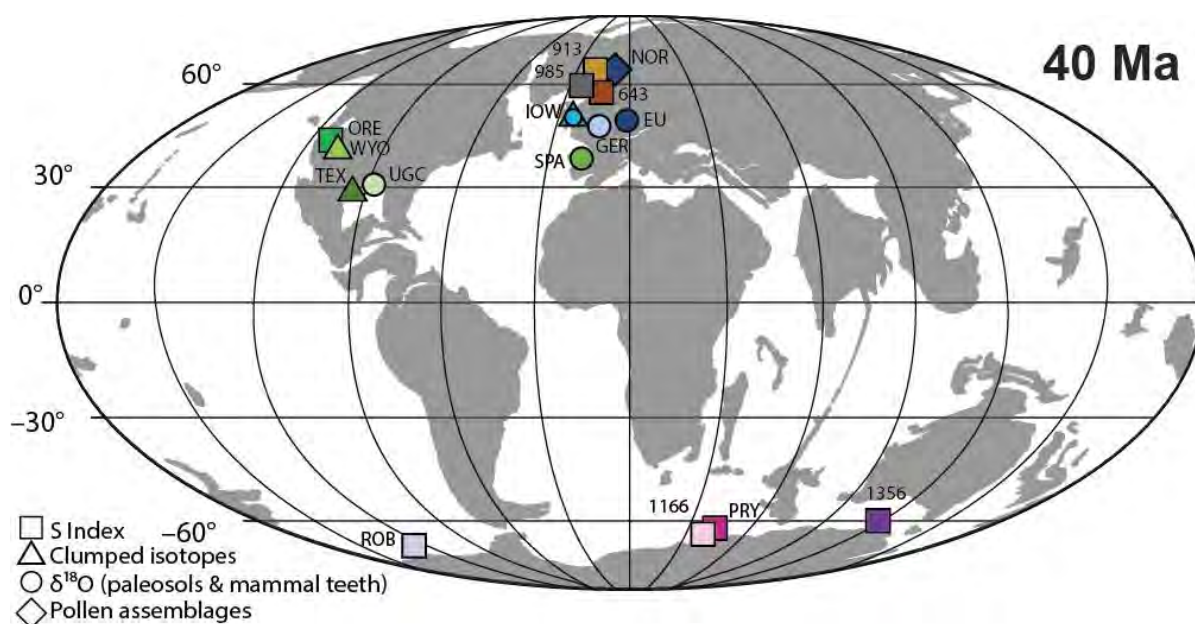 40 Ma
913
NOR
985
643
60°
IOW
EU
GER
ORE
WYO
SPA
TEX
UGC
30°
0°
−30°
1356
1166
PRY
−60°
ROB
S Index
Clumped isotopes
δ¹⁸O (paleosols & mammal teeth)
Pollen assemblages